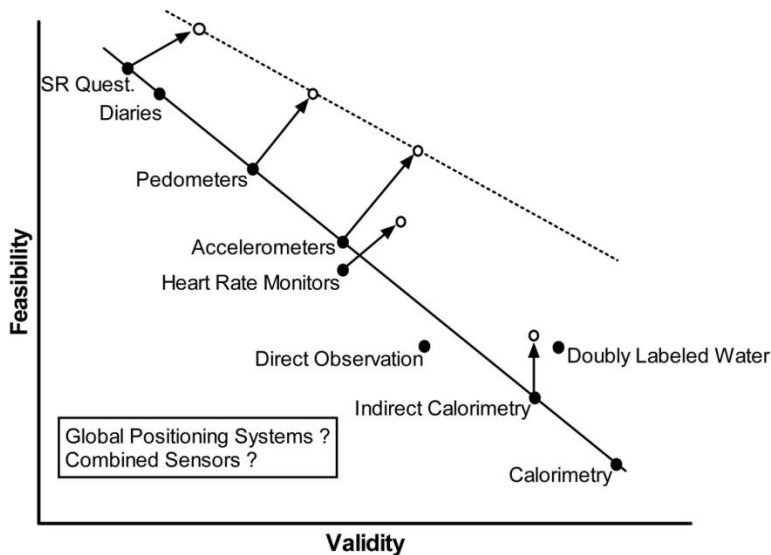 SR Quest.
Diaries
Pedometers
Accelerometers
Heart Rate Monitors
Direct Observation
Doubly Labeled Water
Indirect Calorimetry
Calorimetry
Global Positioning Systems ?
Combined Sensors ?
Feasibility
Validity